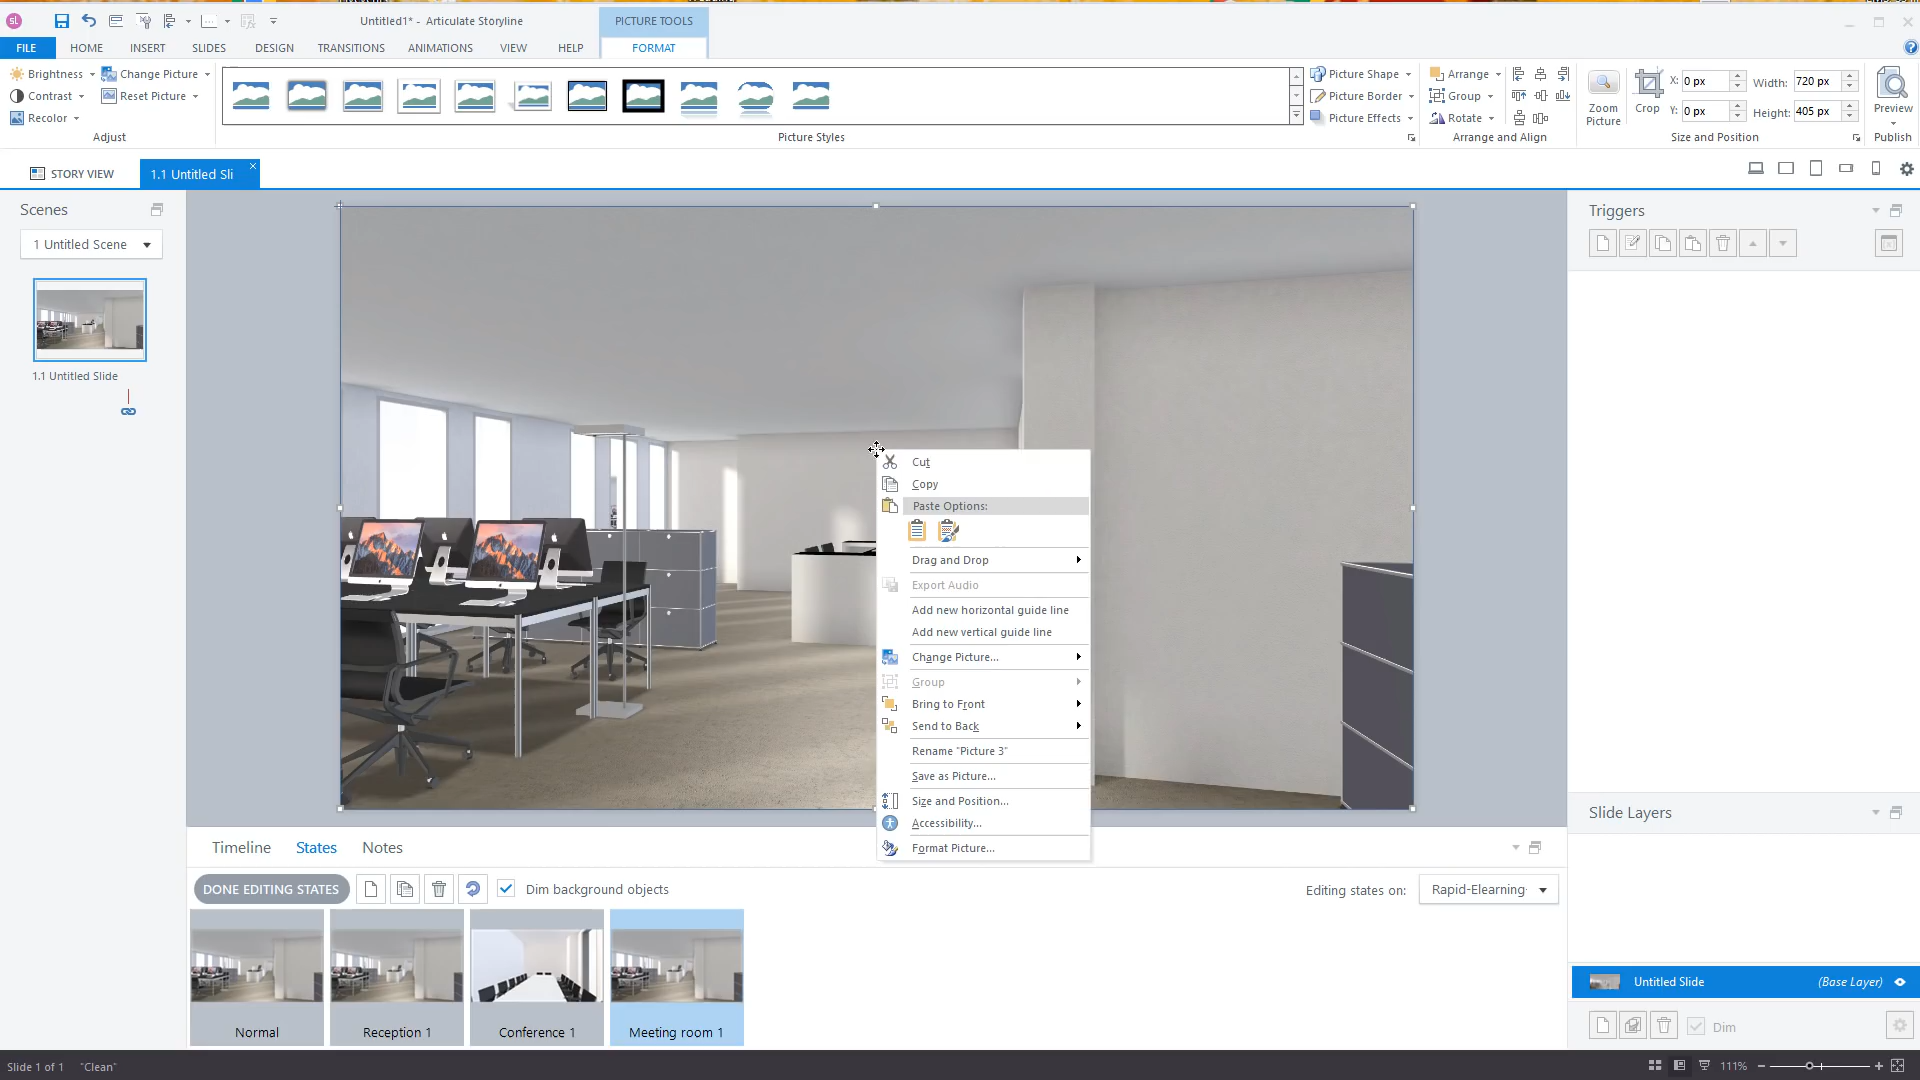 Untitled1* - Articulate Storyline
PICTURE TOOLS
FILE
HOME
INSERT
SLIDES
DESIGN
TRANSITIONS
ANIMATIONS
VIEW
HELP
FORMAT
Brightness
Change Picture
Contrast
Reset Picture
Recolor
Adjust
Picture Styles
Picture Shape
Picture Border
Picture Effects
Arrange
Group
Rotate
Arrange and Align
Zoom
Picture
Crop
X: 0 px
Y: 0 px
Width: 720 px
Height: 405 px
Size and Position
Preview
Publish
STORY VIEW
1.1 Untitled Sli
Scenes
1 Untitled Scene
1.1 Untitled Slide
Triggers
Cut
Copy
Paste Options:
Drag and Drop
Export Audio
Add new horizontal guide line
Add new vertical guide line
Change Picture...
Group
Bring to Front
Send to Back
Rename "Picture 3"
Save as Picture...
Size and Position...
Accessibility...
Format Picture...
Slide Layers
Timeline
States
Notes
DONE EDITING STATES
Dim background objects
Editing states on:
Rapid-Elearning-
Normal
Reception 1
Conference 1
Meeting room 1
Untitled Slide
(Base Layer)
Dim
Slide 1 of 1
"Clean"
111%